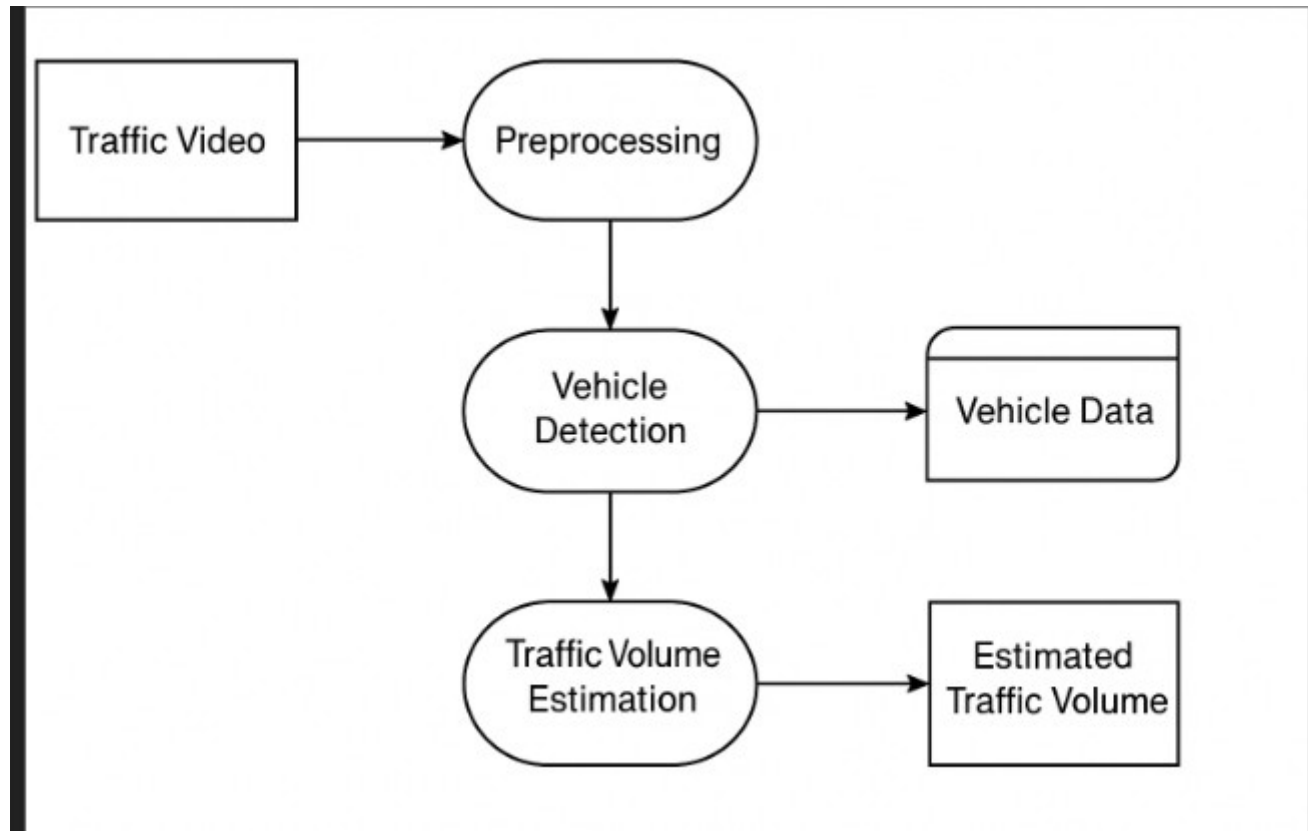 Traffic Video
Preprocessing
Vehicle
Detection
Vehicle Data
Traffic Volume
Estimation
Estimated
Traffic Volume